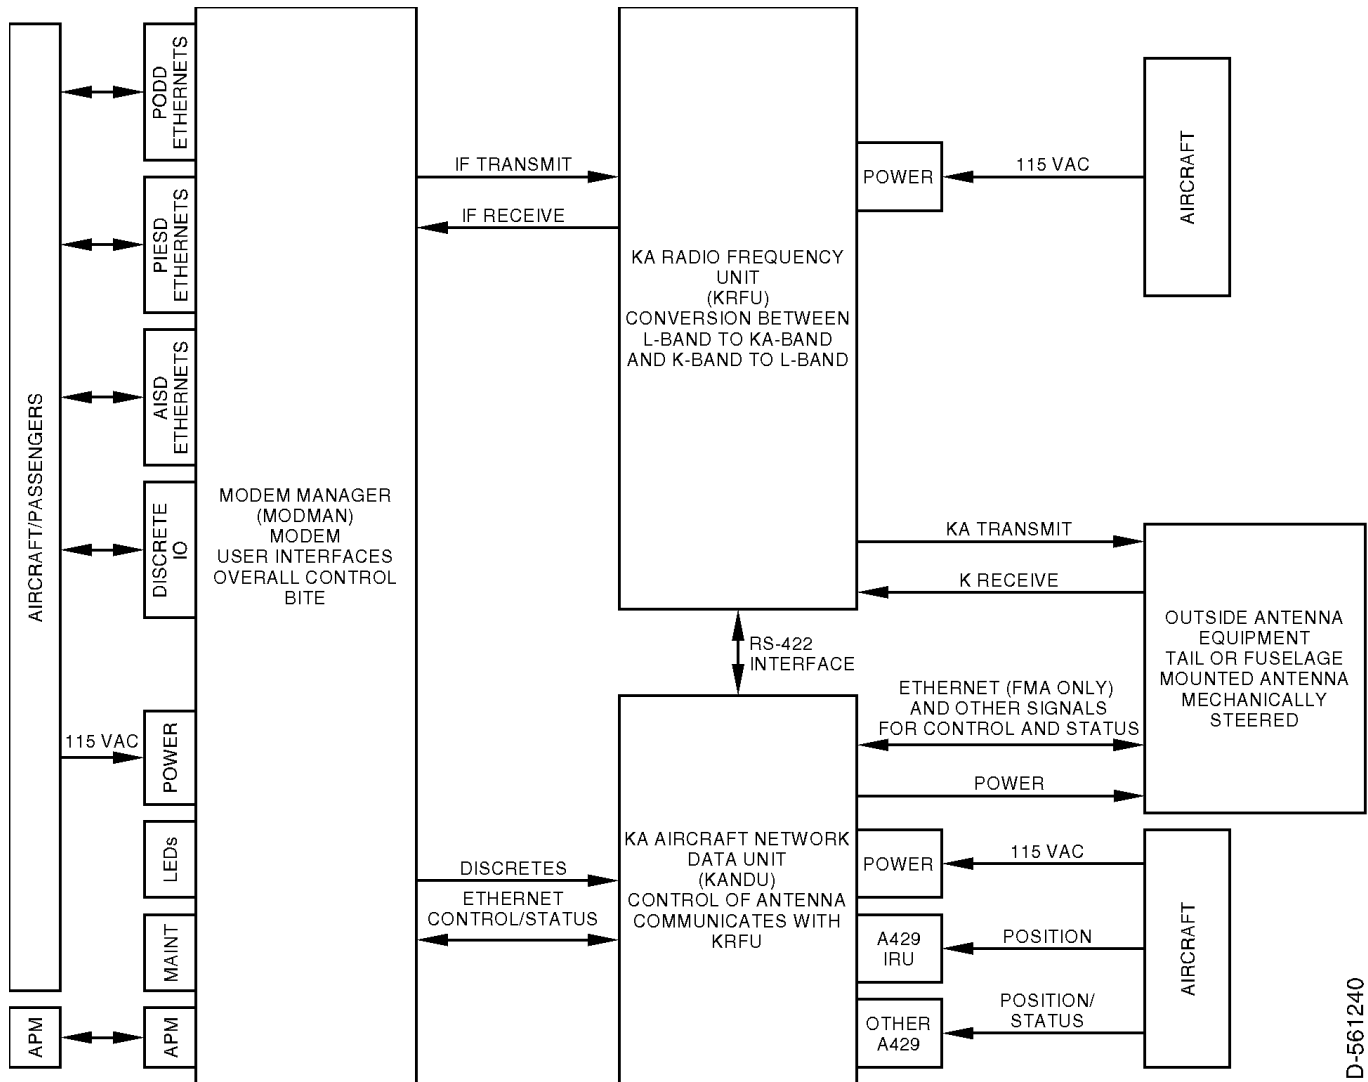 AIRCRAFT/PASSENGERS
PODD
ETHERNETS
PIESD
ETHERNETS
AISD
ETHERNETS
DISCRETE
IO
115 VAC
POWER
LEDs
MAINT
APM
APM
MODEM MANAGER
(MODMAN)
MODEM
USER INTERFACES
OVERALL CONTROL
BITE
IF TRANSMIT
IF RECEIVE
DISCRETES
ETHERNET
CONTROL/STATUS
KA RADIO FREQUENCY
UNIT
(KRFU)
CONVERSION BETWEEN
L-BAND TO KA-BAND
AND K-BAND TO L-BAND
RS-422
INTERFACE
KA AIRCRAFT NETWORK
DATA UNIT
(KANDU)
CONTROL OF ANTENNA
COMMUNICATES WITH
KRFU
POWER
115 VAC
AIRCRAFT
KA TRANSMIT
K RECEIVE
ETHERNET (FMA ONLY)
AND OTHER SIGNALS
FOR CONTROL AND STATUS
POWER
OUTSIDE ANTENNA
EQUIPMENT
TAIL OR FUSELAGE
MOUNTED ANTENNA
MECHANICALLY
STEERED
POWER
115 VAC
A429
IRU
POSITION
OTHER
A429
POSITION/
STATUS
AIRCRAFT
D-561240